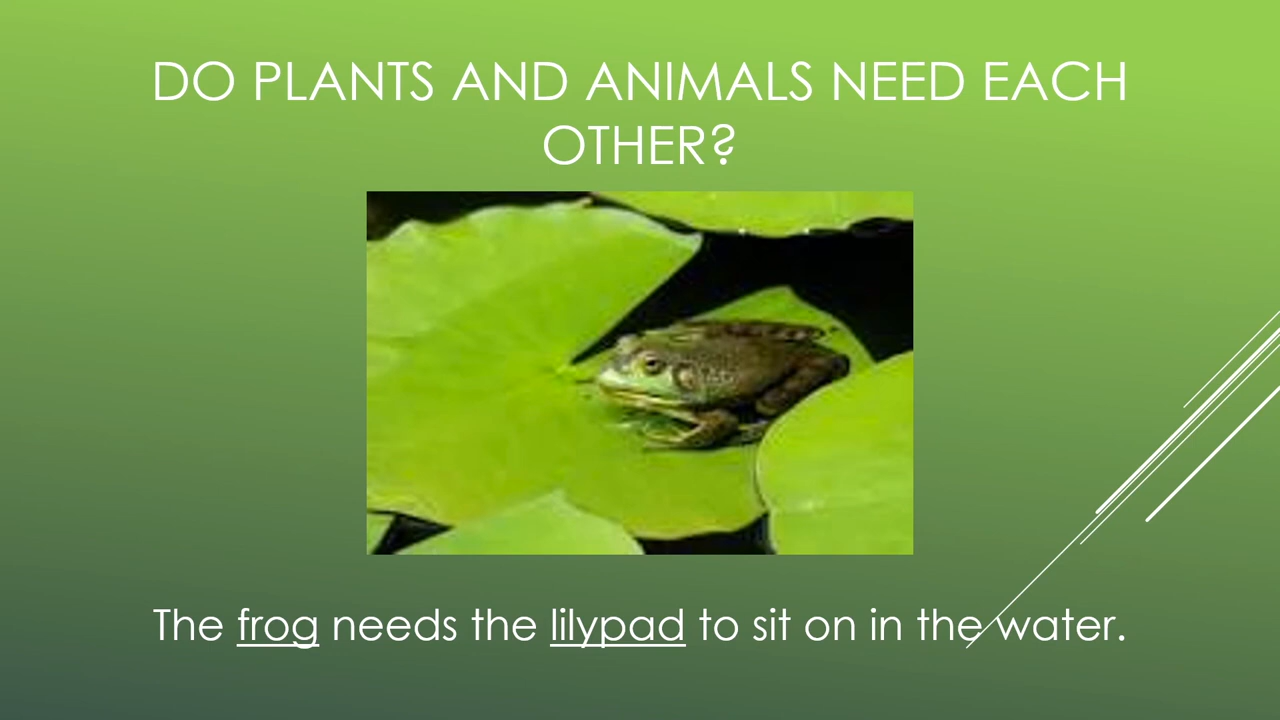 DO PLANTS AND ANIMALS NEED EACH
OTHER?
The frog needs the lilypad to sit on in the water.